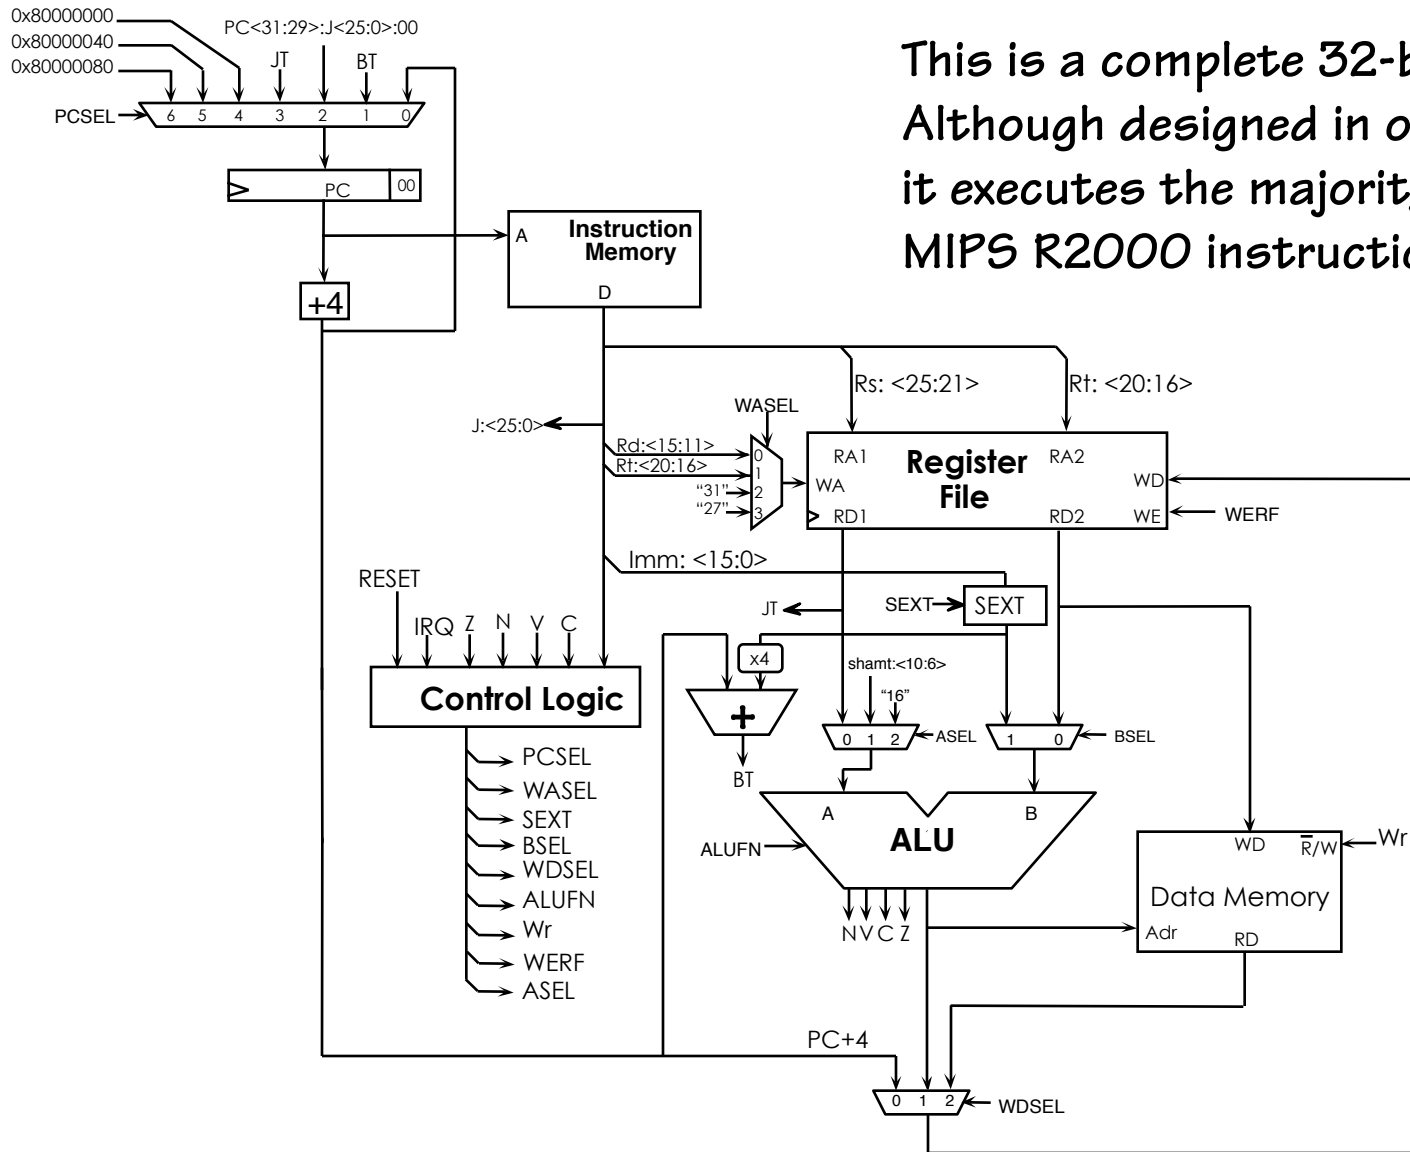 0x80000000
0x80000040
0x80000080
PC<31:29>:J<25:0>:00
JT
BT
PCSEL
6 5 4 3 2 1 0
PC
00
This is a complete 32-b
Although designed in o
it executes the majorit
MIPS R2000 instructi
A
Instruction
Memory
D
+4
Rs: <25:21>
Rt: <20:16>
WASEL
J:<25:0>
Rd:<15:11>
Rt:<20:16>
“31”
“27”
0
1
2
3
RA1
RA2
Register
File
WA
WD
RD1
RD2
WE
WERF
Imm: <15:0>
RESET
IRQ
Z
N
V
C
JT
SEXT
SEXT
x4
shamt:<10:6>
“16”
Control Logic
+
0 1 2
ASEL
1 0
BSEL
BT
PCSEL
WASEL
SEXT
BSEL
WDSEL
ALUFN
Wr
WERF
ASEL
A
B
ALU
ALUFN
N V C Z
WD
R/W
Wr
Data Memory
Adr
RD
PC+4
0 1 2
WDSEL